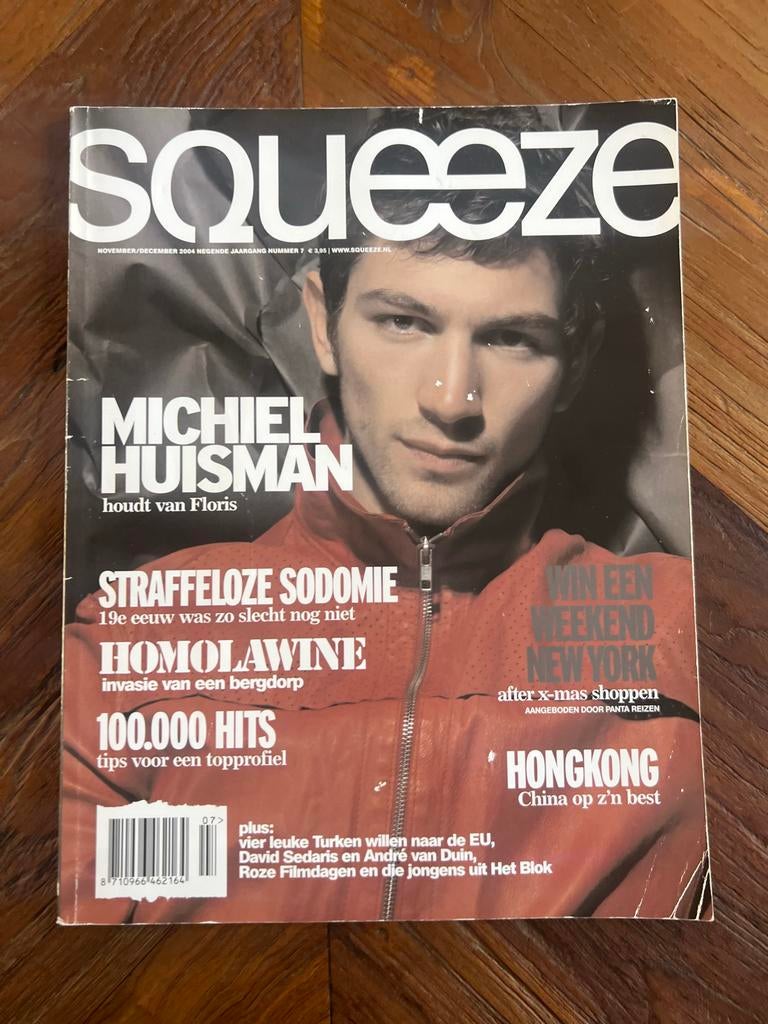 SQUEEZE
NOVEMBER/DECEMBER 2004 NEGENDE JAARGANG NUMMER 7 € 3,95 | WWW.SQUEEZE.NL
MICHIEL
HUISMAN
houdt van Floris
STRAFFELOZE SODOMIE
19e eeuw was zo slecht nog niet
HOMOLAWINE
invasie van een bergdorp
100.000 HITS
tips voor een topprofiel
WIN EEN
WEEKEND
NEW YORK
after x-mas shoppen
AANGEBODEN DOOR PANTA REIZEN
HONGKONG
China op z'n best
07>
8 710966 462164
plus:
vier leuke Turken willen naar de EU,
David Sedaris en André van Duin,
Roze Filmdagen en die jongens uit Het Blok